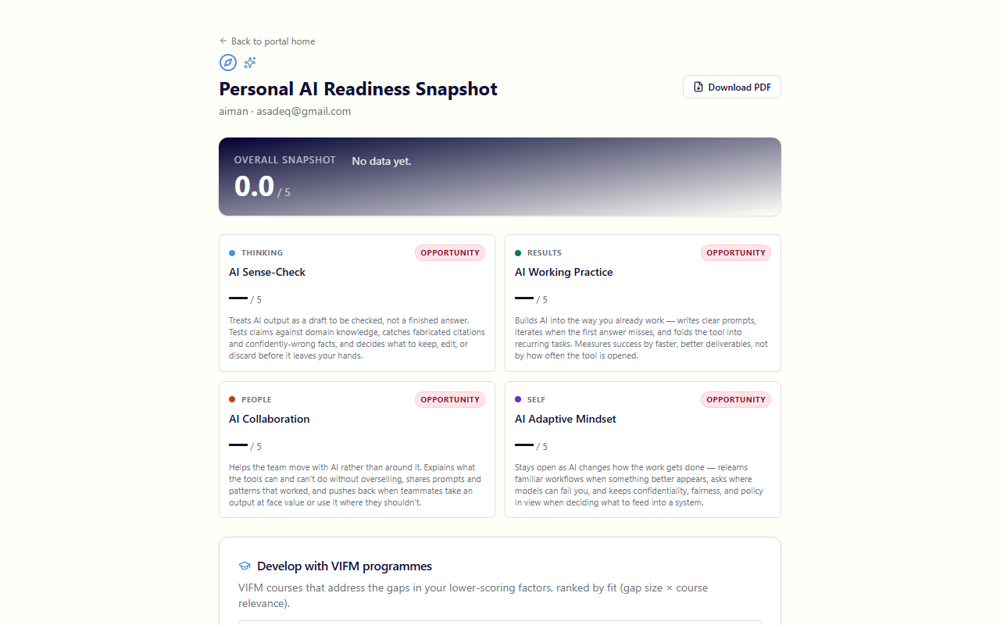 Back to portal home
Personal AI Readiness Snapshot
Download PDF
aiman · asadeq@gmail.com
OVERALL SNAPSHOT
No data yet.
0.0 / 5
THINKING
OPPORTUNITY
AI Sense-Check
— / 5
Treats AI output as a draft to be checked, not a finished answer.
Tests claims against domain knowledge, catches fabricated citations
and confidently-wrong facts, and decides what to keep, edit, or
discard before it leaves your hands.
RESULTS
OPPORTUNITY
AI Working Practice
— / 5
Builds AI into the way you already work — writes clear prompts,
iterates when the first answer misses, and folds the tool into
recurring tasks. Measures success by faster, better deliverables, not
by how often the tool is opened.
PEOPLE
OPPORTUNITY
AI Collaboration
— / 5
Helps the team move with AI rather than around it. Explains what
the tools can and can't do without overselling, shares prompts and
patterns that worked, and pushes back when teammates take an
output at face value or use it where they shouldn't.
SELF
OPPORTUNITY
AI Adaptive Mindset
— / 5
Stays open as AI changes how the work gets done — relearns
familiar workflows when something better appears, asks where
models can fail you, and keeps confidentiality, fairness, and policy
in view when deciding what to feed into a system.
Develop with VIFM programmes
VIFM courses that address the gaps in your lower-scoring factors, ranked by fit (gap size × course
relevance).